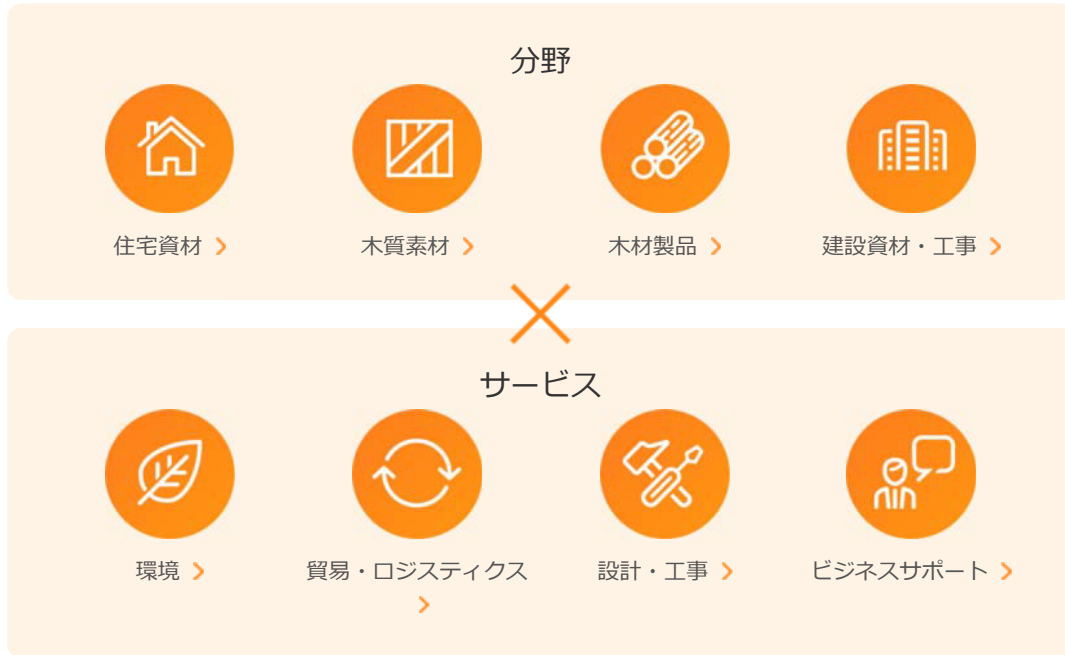 分野
住宅資材
木質素材
木材製品
建設資材・工事
サービス
環境
貿易・ロジスティクス
設計・工事
ビジネスサポート